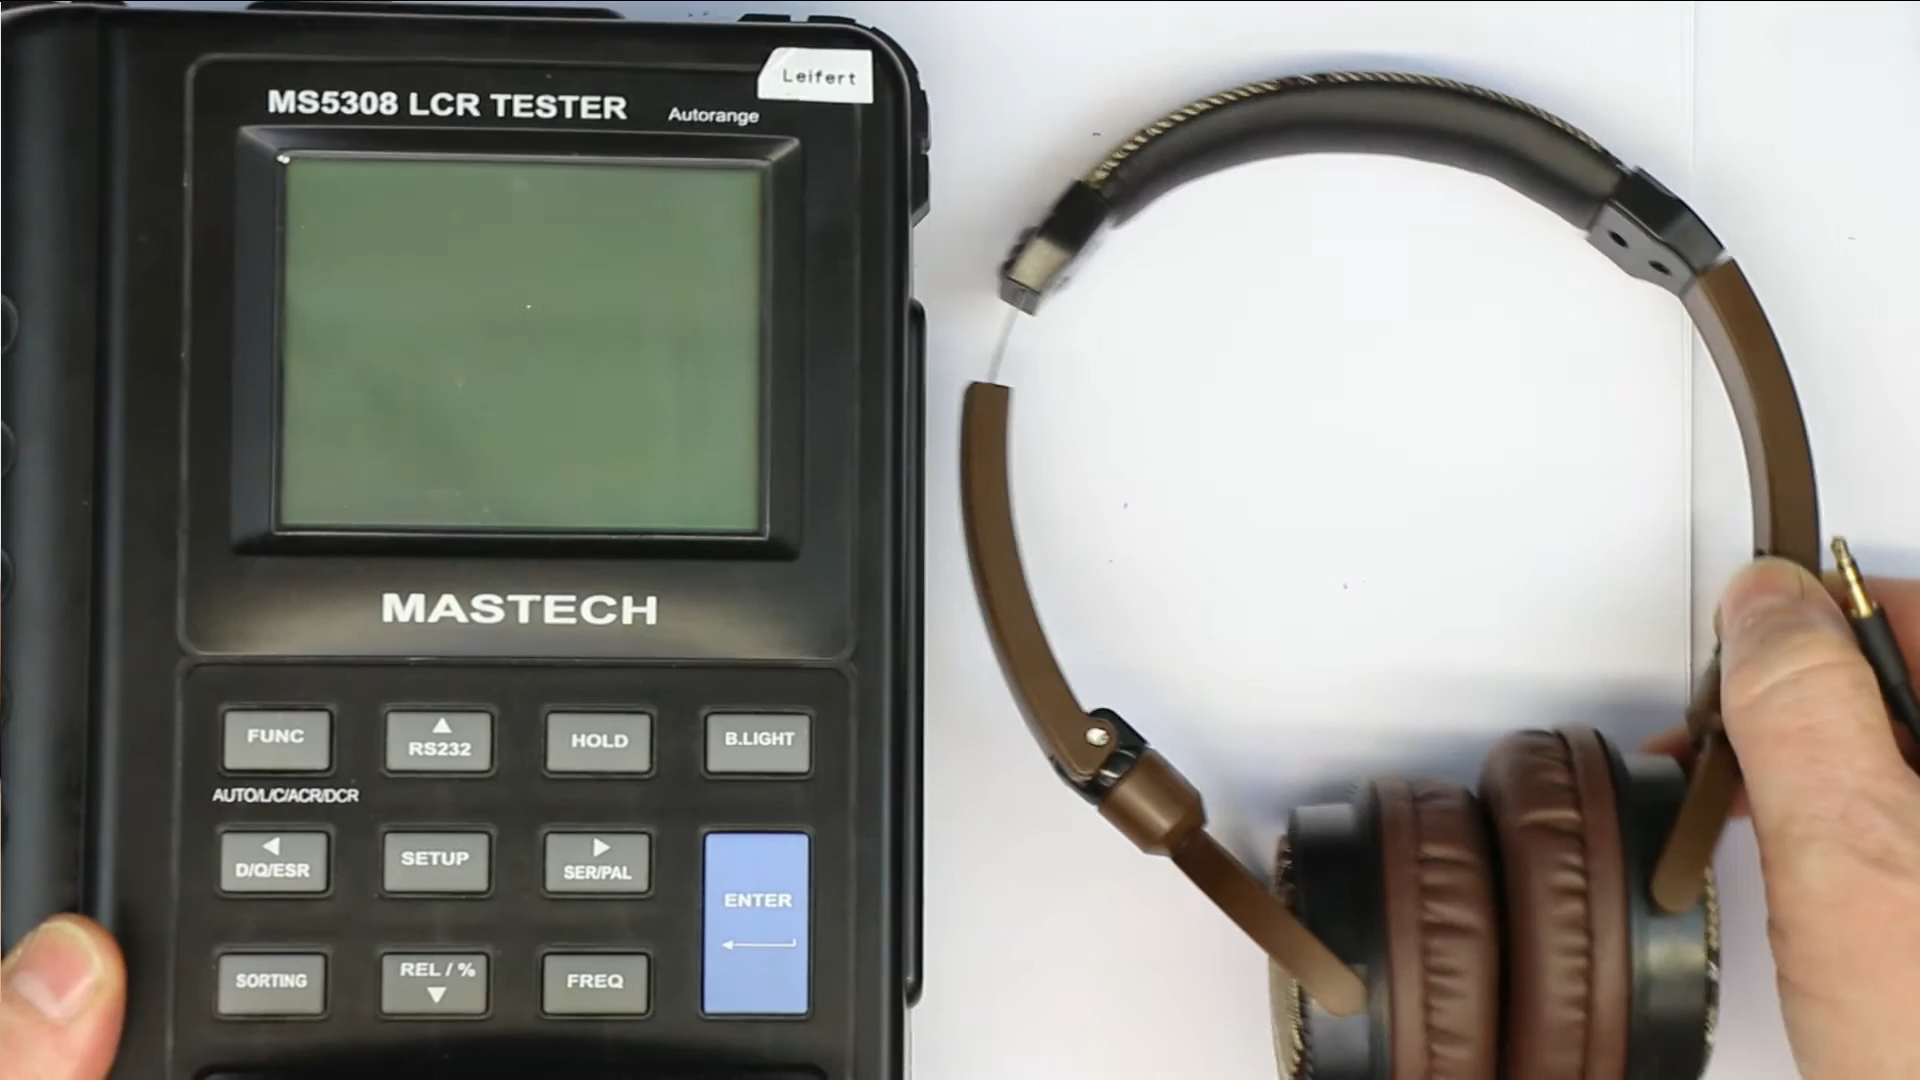 Leifert
MS5308 LCR TESTER Autorange
MASTECH
FUNC ▲ RS232 HOLD B.LIGHT
AUTO/L/C/ACR/DCR
◀ D/Q/ESR SETUP ▶ SER/PAL ENTER
SORTING REL / % ▼ FREQ